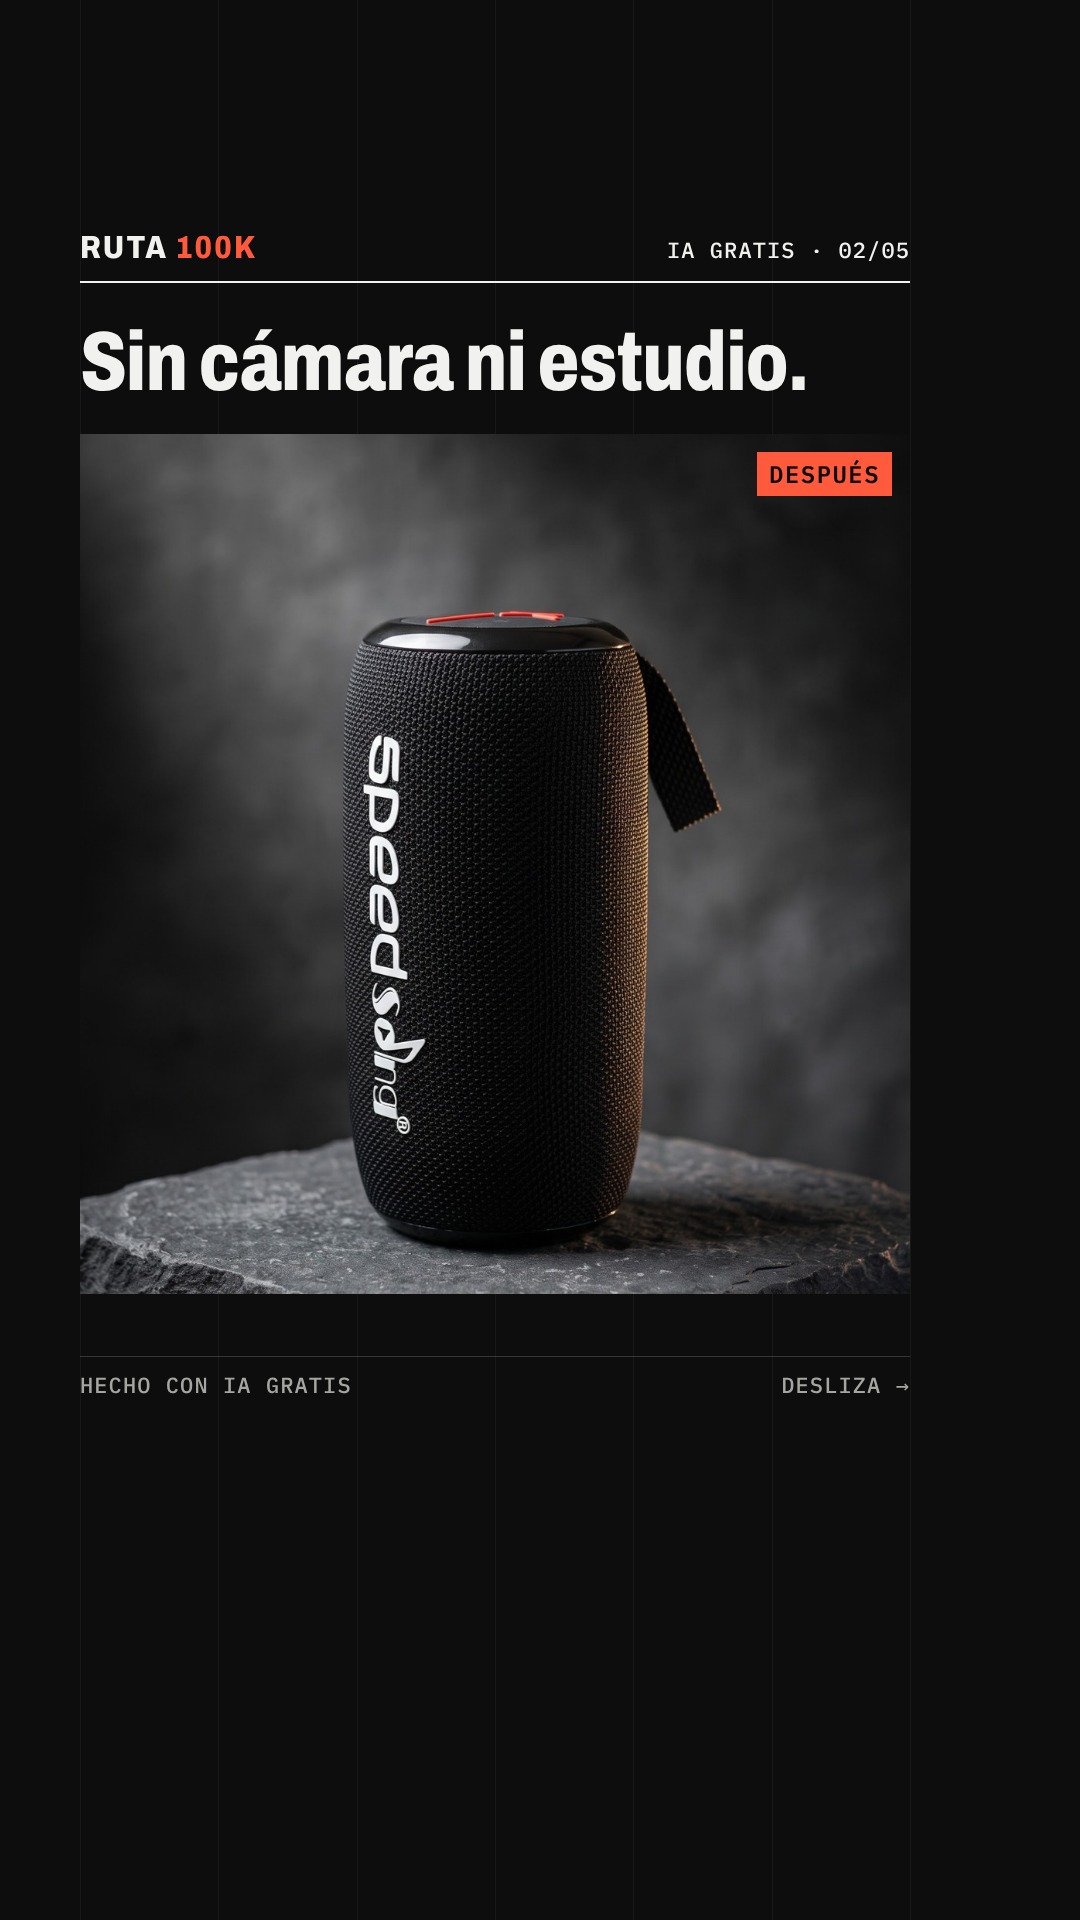 RUTA 100K
IA GRATIS · 02/05
Sin cámara ni estudio.
DESPUÉS
speedsong®
HECHO CON IA GRATIS
DESLIZA →